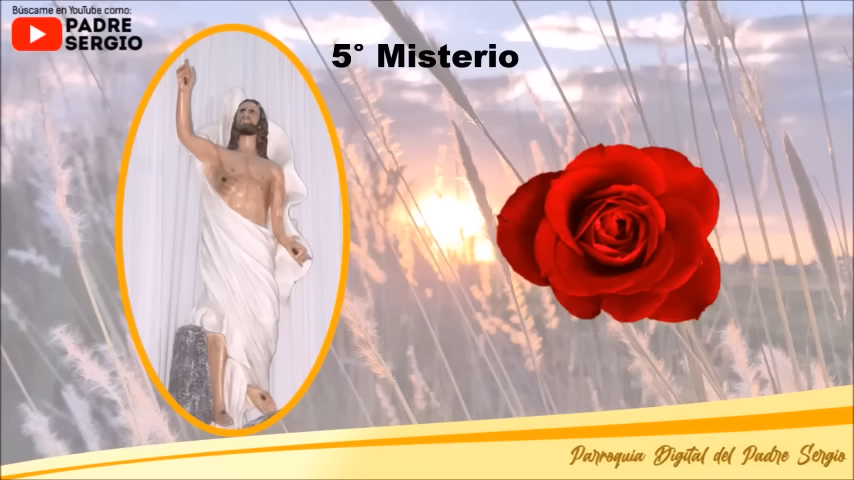 Búscame en YouTube como:
PADRE
SERGIO
5° Misterio
Parroquia Digital del Padre Sergio